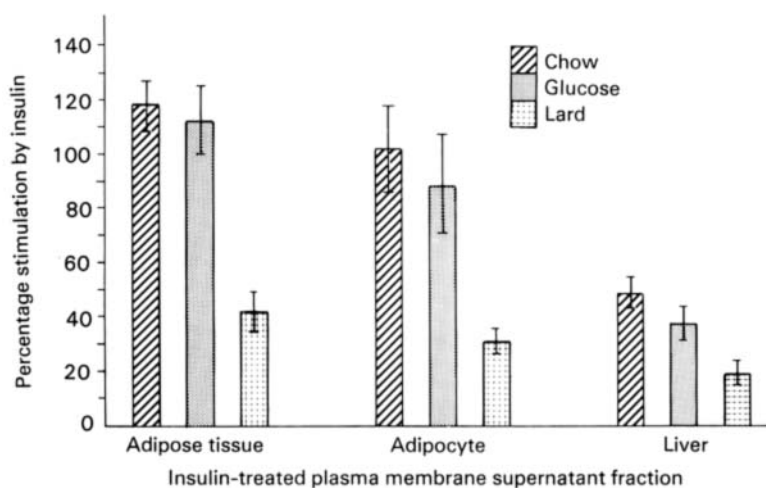 Percentage stimulation by insulin
140
120
100
80
60
40
20
0
Chow
Glucose
Lard
Adipose tissue
Adipocyte
Liver
Insulin-treated plasma membrane supernatant fraction